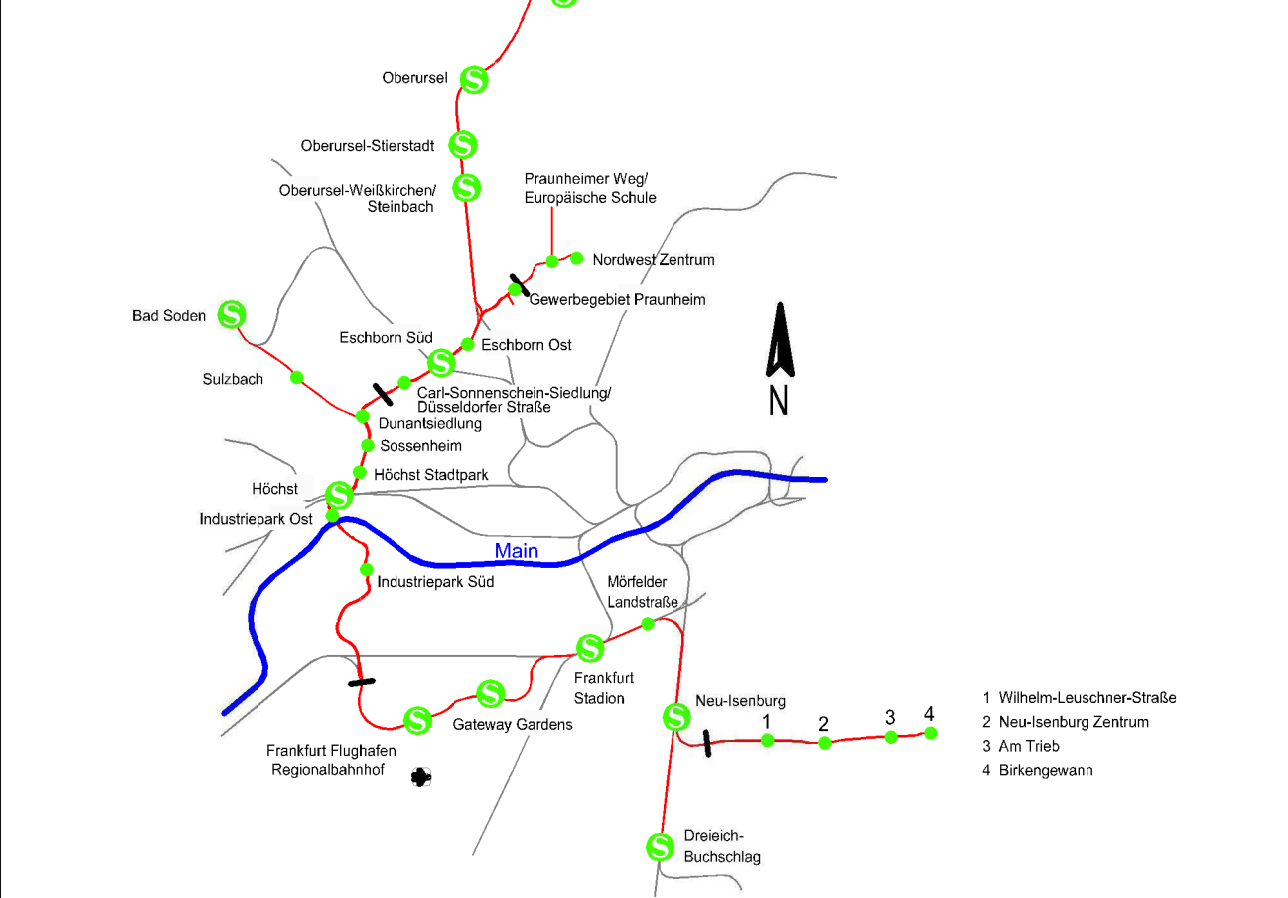 S
Oberursel
S
Oberursel-Stierstadt
S
Oberursel-Weißkirchen/
Steinbach
S
Praunheimer Weg/
Europäische Schule
Nordwest Zentrum
Gewerbegebiet Praunheim
Bad Soden
S
Eschborn Süd
S
Eschborn Ost
Sulzbach
Carl-Sonnenschein-Siedlung/
Düsseldorfer Straße
Dunantsiedlung
N
Sossenheim
Höchst Stadtpark
Höchst
S
Industriepark Ost
Main
Industriepark Süd
Mörfelder
Landstraße
S
Frankfurt
Stadion
S
Gateway Gardens
S
Frankfurt Flughafen
Regionalbahnhof
Neu-Isenburg
S
1
2
3
4
1 Wilhelm-Leuschner-Straße
2 Neu-Isenburg Zentrum
3 Am Trieb
4 Birkengewann
S
Dreieich-
Buchschlag